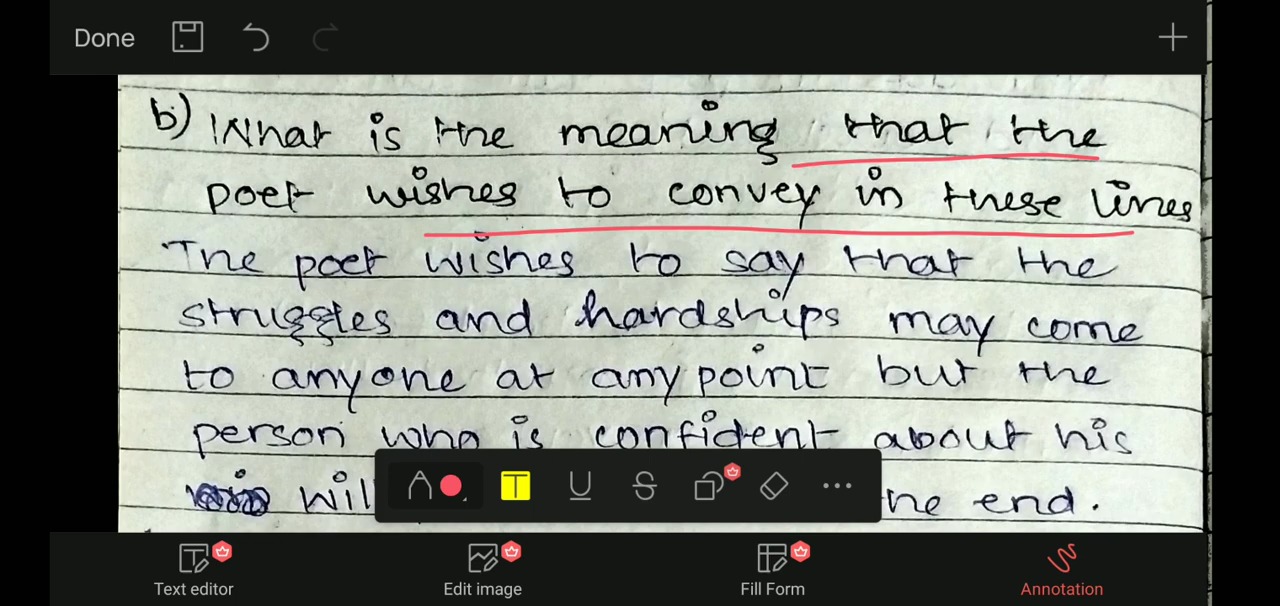 Done
b) What is the meaning that the
poet wishes to convey in these lines
The poet wishes to say that the
struggles and hardships may come
to anyone at any point but the
person who is confident about his
will he end.
T U S
Text editor Edit image Fill Form Annotation